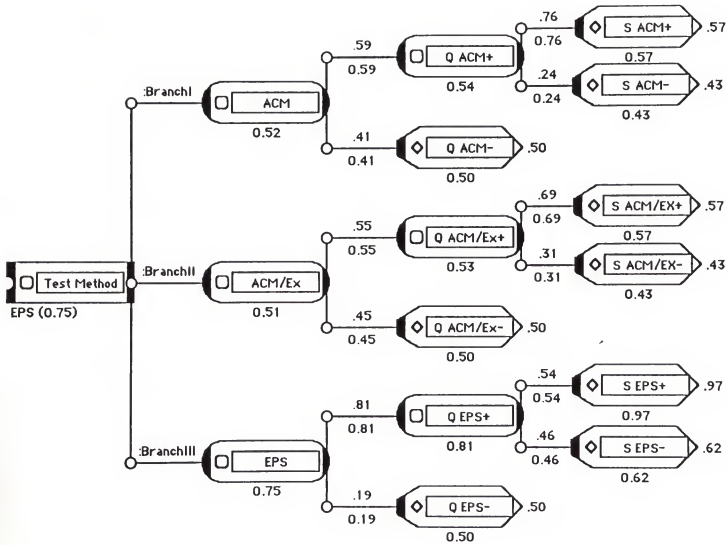 .76
S ACM+
.57
.59
0.76
0.57
0.59
Q ACM+
.24
0.54
0.24
S ACM-
.43
:BranchI
ACM
0.43
0.52
.41
0.41
Q ACM-
.50
0.50
.69
S ACM/EX+
.57
.55
0.69
0.57
0.55
Q ACM/Ex+
.31
0.53
0.31
S ACM/EX-
.43
0.43
Test Method
:BranchII
ACM/Ex
EPS (0.75)
0.51
.45
0.45
Q ACM/Ex-
.50
0.50
.54
S EPS+
.97
.81
0.54
0.97
0.81
Q EPS+
.46
0.81
0.46
S EPS-
.62
:BranchIII
EPS
0.62
0.75
.19
0.19
Q EPS-
.50
0.50